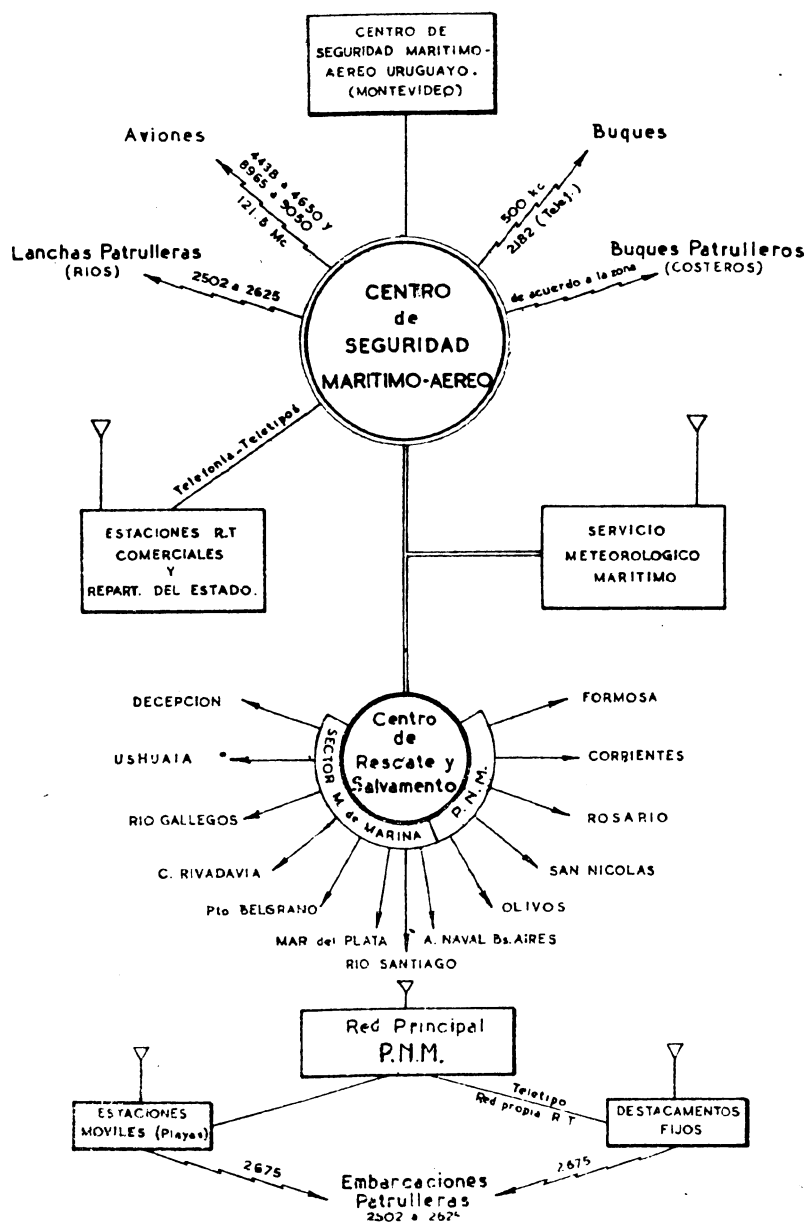 CENTRO DE
SEGURIDAD MARITIMO-
AEREO URUGUAYO.
(MONTEVIDEO)
Aviones
4438 a 4650 y
8965 a 9050
121.8 Mc
Buques
500 kc
2182 (Telef.)
Lanchas Patrulleras
(RIOS)
2502 a 2625
Buques Patrulleros
(COSTEROS)
de acuerdo a la zona
CENTRO
de
SEGURIDAD
MARITIMO-AEREO
Telefonia-Teletipos
ESTACIONES R.T
COMERCIALES
Y
REPART. DEL ESTADO.
SERVICIO
METEOROLOGICO
MARITIMO
Centro
de
Rescate y
Salvamento
SECTOR M. de MARINA
P.N.M.
DECEPCION
USHUAIA
RIO GALLEGOS
C. RIVADAVIA
Pto BELGRANO
MAR del PLATA
RIO SANTIAGO
A. NAVAL Bs. AIRES
OLIVOS
SAN NICOLAS
ROSARIO
CORRIENTES
FORMOSA
Red Principal
P.N.M.
Teletipo
Red propia R T
ESTACIONES
MOVILES (Playas)
DESTACAMENTOS
FIJOS
2675
2675
Embarcaciones
Patrulleras
2502 a 2625